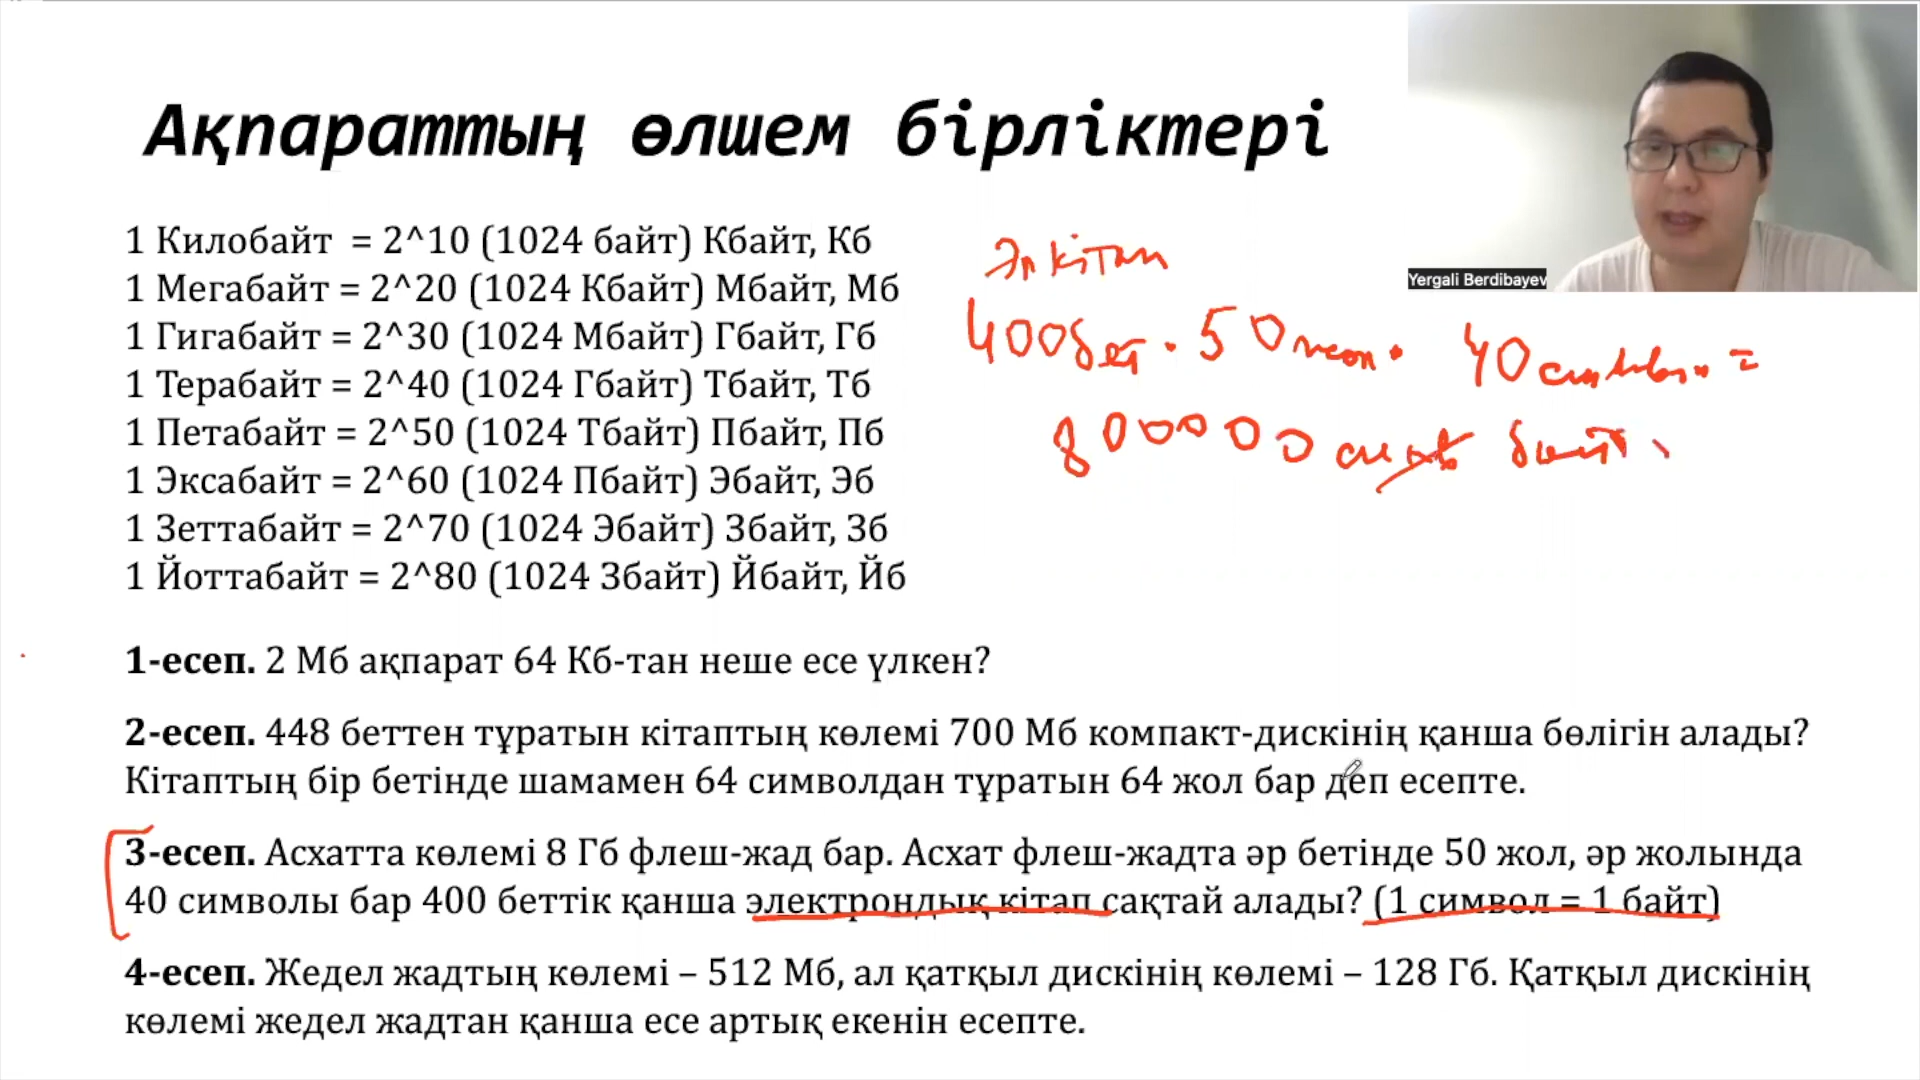 Ақпараттың өлшем бірліктері
1 Килобайт = 2^10 (1024 байт) Кбайт, Кб
1 Мегабайт = 2^20 (1024 Кбайт) Мбайт, Мб
1 Гигабайт = 2^30 (1024 Мбайт) Гбайт, Гб
1 Терабайт = 2^40 (1024 Гбайт) Тбайт, Тб
1 Петабайт = 2^50 (1024 Тбайт) Пбайт, Пб
1 Эксабайт = 2^60 (1024 Пбайт) Эбайт, Эб
1 Зеттабайт = 2^70 (1024 Эбайт) Збайт, Зб
1 Йоттабайт = 2^80 (1024 Збайт) Йбайт, Йб
Эл кітап
400 бет · 50 жол · 40 символ =
800000 симв байт
Yergali Berdibayev
1-есеп. 2 Мб ақпарат 64 Кб-тан неше есе үлкен?
2-есеп. 448 беттен тұратын кітаптың көлемі 700 Мб компакт-дискінің қанша бөлігін алады?
Кітаптың бір бетінде шамамен 64 символдан тұратын 64 жол бар деп есепте.
3-есеп. Асхатта көлемі 8 Гб флеш-жад бар. Асхат флеш-жадта әр бетінде 50 жол, әр жолында
40 символы бар 400 беттік қанша электрондық кітап сақтай алады? (1 символ = 1 байт)
4-есеп. Жедел жадтың көлемі – 512 Мб, ал қатқыл дискінің көлемі – 128 Гб. Қатқыл дискінің
көлемі жедел жадтан қанша есе артық екенін есепте.